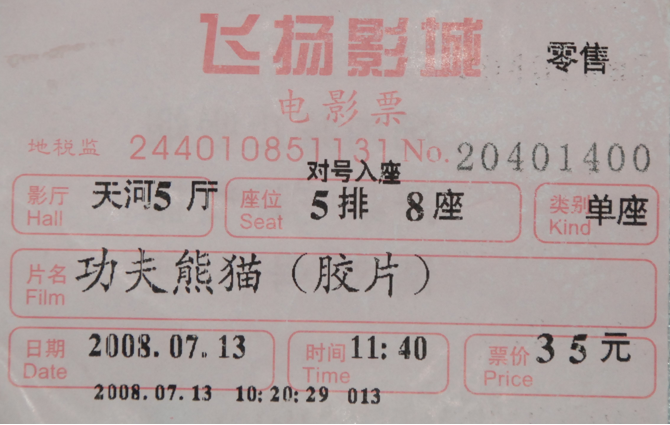 飞扬影城 零售
电影票
地税监 244010851131 No. 20401400
对号入座
影厅 Hall 天河5厅 座位 Seat 5排 8座 类别 Kind 单座
片名 Film 功夫熊猫（胶片）
日期 Date 2008.07.13 时间 Time 11:40 票价 Price 35元
2008.07.13 10:20:29 013